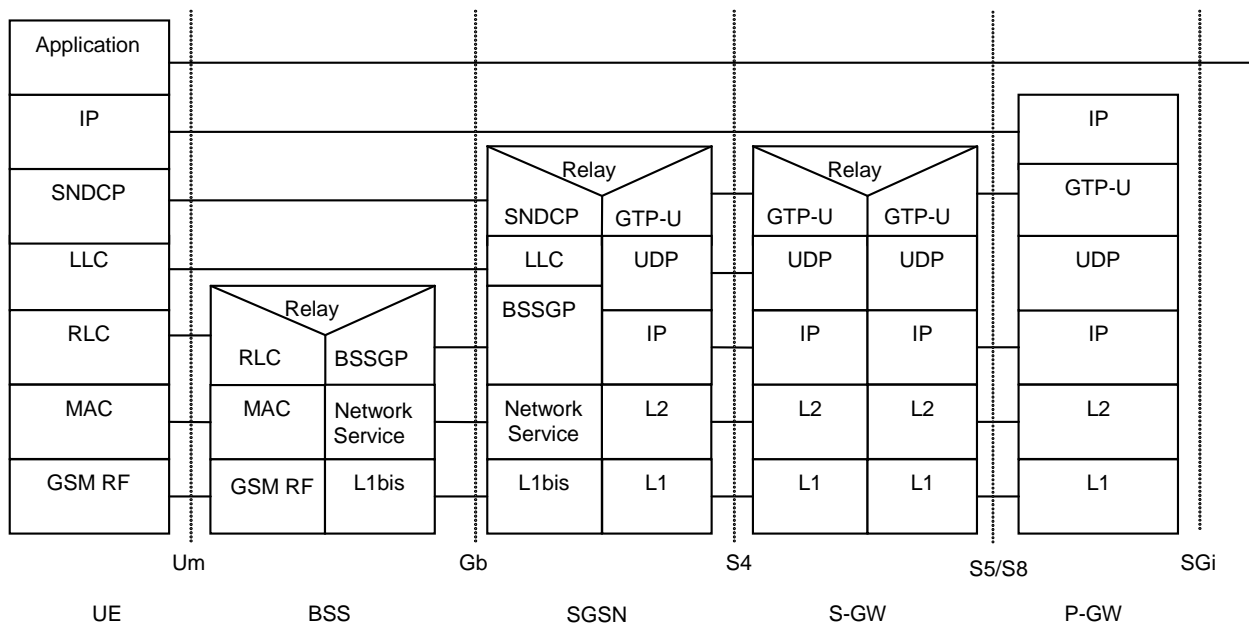 Application
IP
IP
Relay
Relay
SNDCP
GTP-U
SNDCP
GTP-U
GTP-U
GTP-U
LLC
LLC
UDP
UDP
UDP
UDP
Relay
BSSGP
RLC
RLC
BSSGP
IP
IP
IP
IP
MAC
MAC
Network
Service
Network
Service
L2
L2
L2
L2
GSM RF
GSM RF
L1bis
L1bis
L1
L1
L1
L1
Um
Gb
S4
S5/S8
SGi
UE
BSS
SGSN
S-GW
P-GW